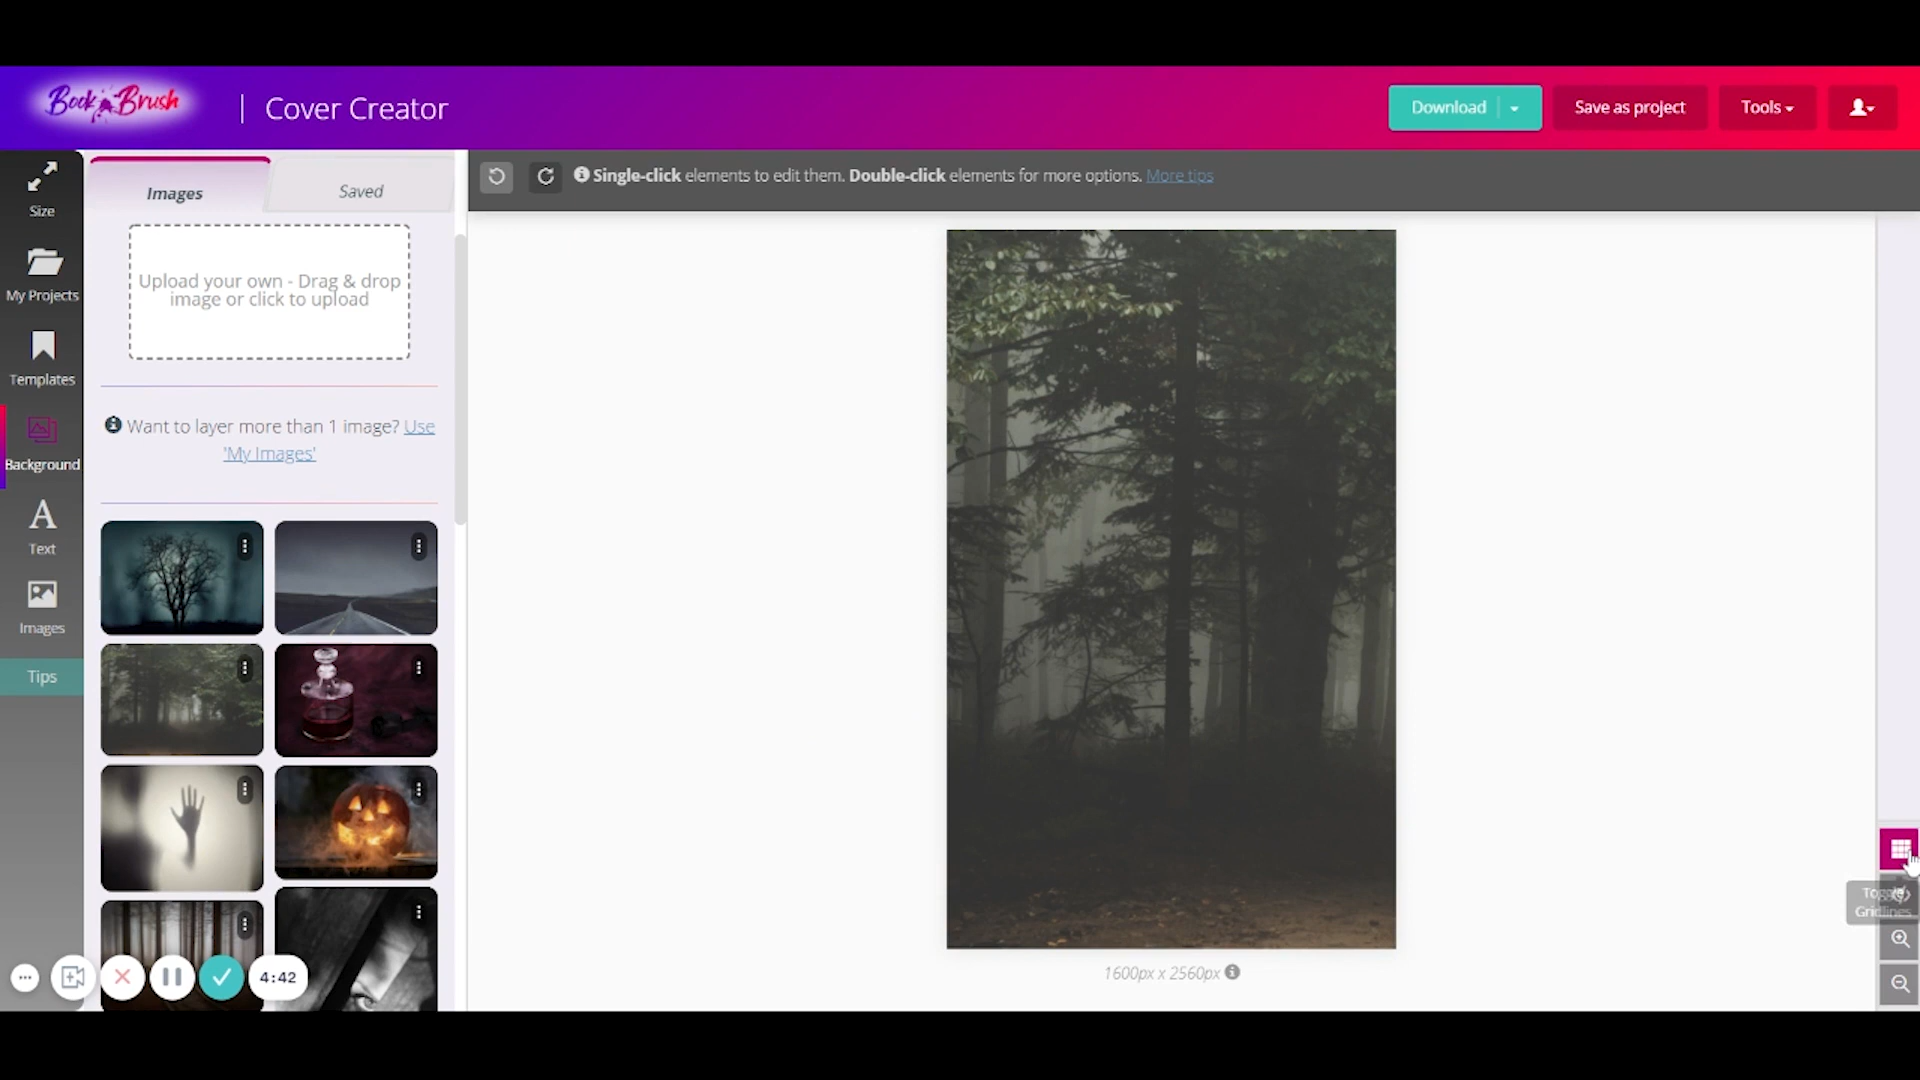 Book Brush
Cover Creator
Download
Save as project
Tools
Size
My Projects
Templates
Background
Text
Images
Tips
Images
Saved
Upload your own - Drag & drop
image or click to upload
Want to layer more than 1 image? Use
'My Images'
Single-click elements to edit them. Double-click elements for more options. More tips
1600px x 2560px
Toggle
Gridlines
4:42